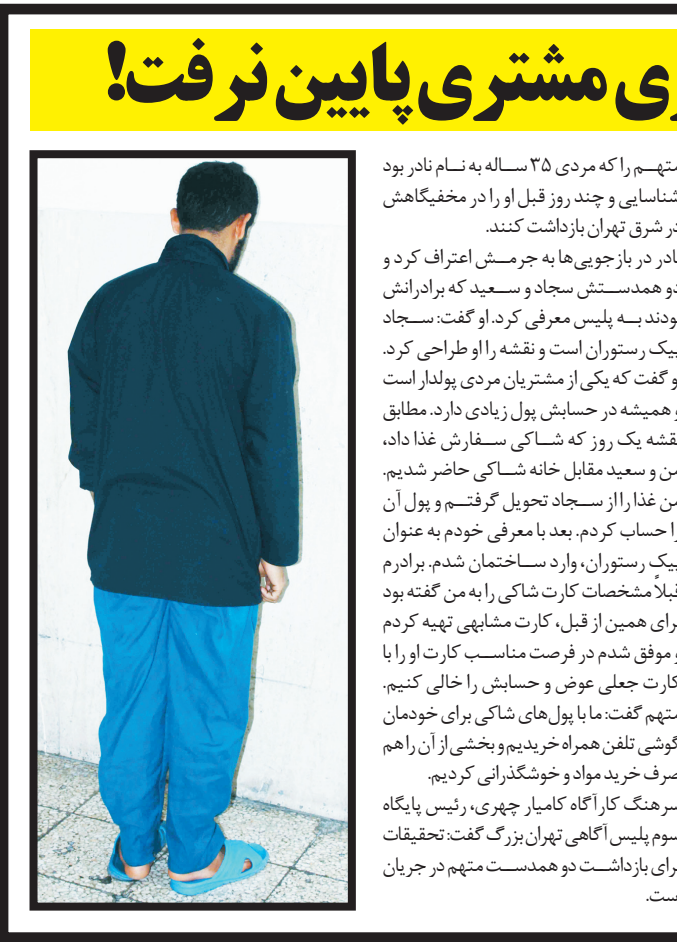 ری مشتری پایین نرفت!
متهم را که مردی ۳۵ ساله به نام نادر بود
شناسایی و چند روز قبل او را در مخفیگاهش
در شرق تهران بازداشت کنند.
نادر در بازجویی‌ها به جرمش اعتراف کرد و
دو همدستش سجاد و سعید که برادرانش
بودند به پلیس معرفی کرد. او گفت: سجاد
پیک رستوران است و نقشه را او طراحی کرد.
او گفت که یکی از مشتریان مردی پولدار است
و همیشه در حسابش پول زیادی دارد. مطابق
نقشه یک روز که شاکی سفارش غذا داد،
من و سعید مقابل خانه شاکی حاضر شدیم.
من غذا را از سجاد تحویل گرفتم و پول آن
را حساب کردم. بعد با معرفی خودم به عنوان
پیک رستوران، وارد ساختمان شدم. برادرم
قبلاً مشخصات کارت شاکی را به من گفته بود
برای همین از قبل، کارت مشابهی تهیه کردم
و موفق شدم در فرصت مناسب کارت او را با
کارت جعلی عوض و حسابش را خالی کنیم.
متهم گفت: ما با پول‌های شاکی برای خودمان
گوشی تلفن همراه خریدیم و بخشی از آن را هم
صرف خرید مواد و خوشگذرانی کردیم.
سرهنگ کارآگاه کامیار چهری، رئیس پایگاه
سوم پلیس آگاهی تهران بزرگ گفت: تحقیقات
برای بازداشت دو همدست متهم در جریان
است.